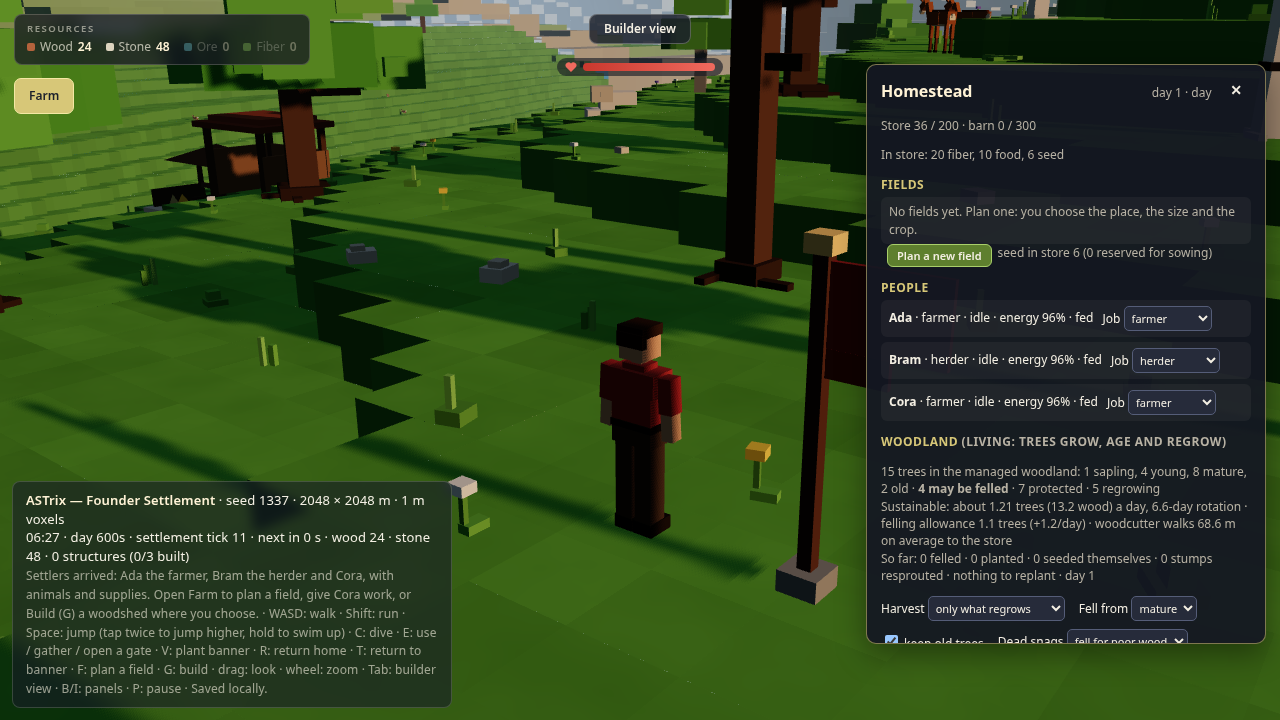 RESOURCES
Wood 24 Stone 48 Ore 0 Fiber 0
Farm
Builder view
Homestead day 1 · day ✕
Store 36 / 200 · barn 0 / 300
In store: 20 fiber, 10 food, 6 seed
FIELDS
No fields yet. Plan one: you choose the place, the size and the
crop.
Plan a new field seed in store 6 (0 reserved for sowing)
PEOPLE
Ada · farmer · idle · energy 96% · fed Job farmer
Bram · herder · idle · energy 96% · fed Job herder
Cora · farmer · idle · energy 96% · fed Job farmer
WOODLAND (LIVING: TREES GROW, AGE AND REGROW)
15 trees in the managed woodland: 1 sapling, 4 young, 8 mature,
2 old · 4 may be felled · 7 protected · 5 regrowing
Sustainable: about 1.21 trees (13.2 wood) a day, 6.6-day rotation ·
felling allowance 1.1 trees (+1.2/day) · woodcutter walks 68.6 m
on average to the store
So far: 0 felled · 0 planted · 0 seeded themselves · 0 stumps
resprouted · nothing to replant · day 1
Harvest only what regrows Fell from mature
keep old trees Dead snags fell for poor wood
ASTrix — Founder Settlement · seed 1337 · 2048 × 2048 m · 1 m
voxels
06:27 · day 600s · settlement tick 11 · next in 0 s · wood 24 · stone
48 · 0 structures (0/3 built)
Settlers arrived: Ada the farmer, Bram the herder and Cora, with
animals and supplies. Open Farm to plan a field, give Cora work, or
Build (G) a woodshed where you choose. · WASD: walk · Shift: run ·
Space: jump (tap twice to jump higher, hold to swim up) · C: dive · E: use
/ gather / open a gate · V: plant banner · R: return home · T: return to
banner · F: plan a field · G: build · drag: look · wheel: zoom · Tab: builder
view · B/I: panels · P: pause · Saved locally.